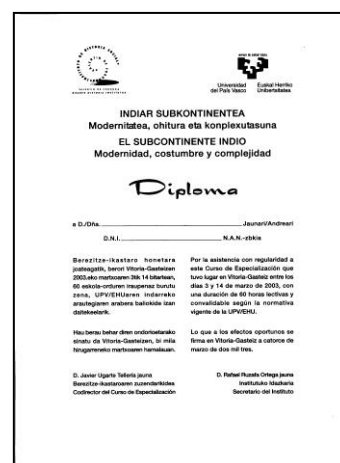 Universidad del País Vasco
Euskal Herriko Unibertsitatea
INDIAR SUBKONTINENTEA
Modernitatea, ohitura eta konplexutasuna
EL SUBCONTINENTE INDIO
Modernidad, costumbre y complejidad
Diploma
a D./Dña. Jaunari/Andreari
D.N.I. N.A.N.-zbkia
Berezitze-ikastaro honetara
joateagatik, berori Vitoria-Gasteizen
2003.eko martxoaren 3tik 14 bitartean,
60 eskola-orduren iraupenaz burutu
zena, UPV/EHUaren indarreko
arautegiaren arabera baliokide izan
daitekeelarik.
Hau berau behar diren ondorioetarako
sinatu da Vitoria-Gasteizen, bi mila
hirugarreneko martxoaren hamalauan.
Por la asistencia con regularidad a
este Curso de Especialización que
tuvo lugar en Vitoria-Gasteiz entre los
días 3 y 14 de marzo de 2003, con
una duración de 60 horas lectivas y
convalidable según la normativa
vigente de la UPV/EHU.
Lo que a los efectos oportunos se
firma en Vitoria-Gasteiz a catorce de
marzo de dos mil tres.
D. Javier Ugarte Tellería jauna
Berezitze-ikastaroaren zuzendarikidea
Codirector del Curso de Especialización
D. Rafael Ruzafa Ortega jauna
Institutuko Idazkaria
Secretario del Instituto